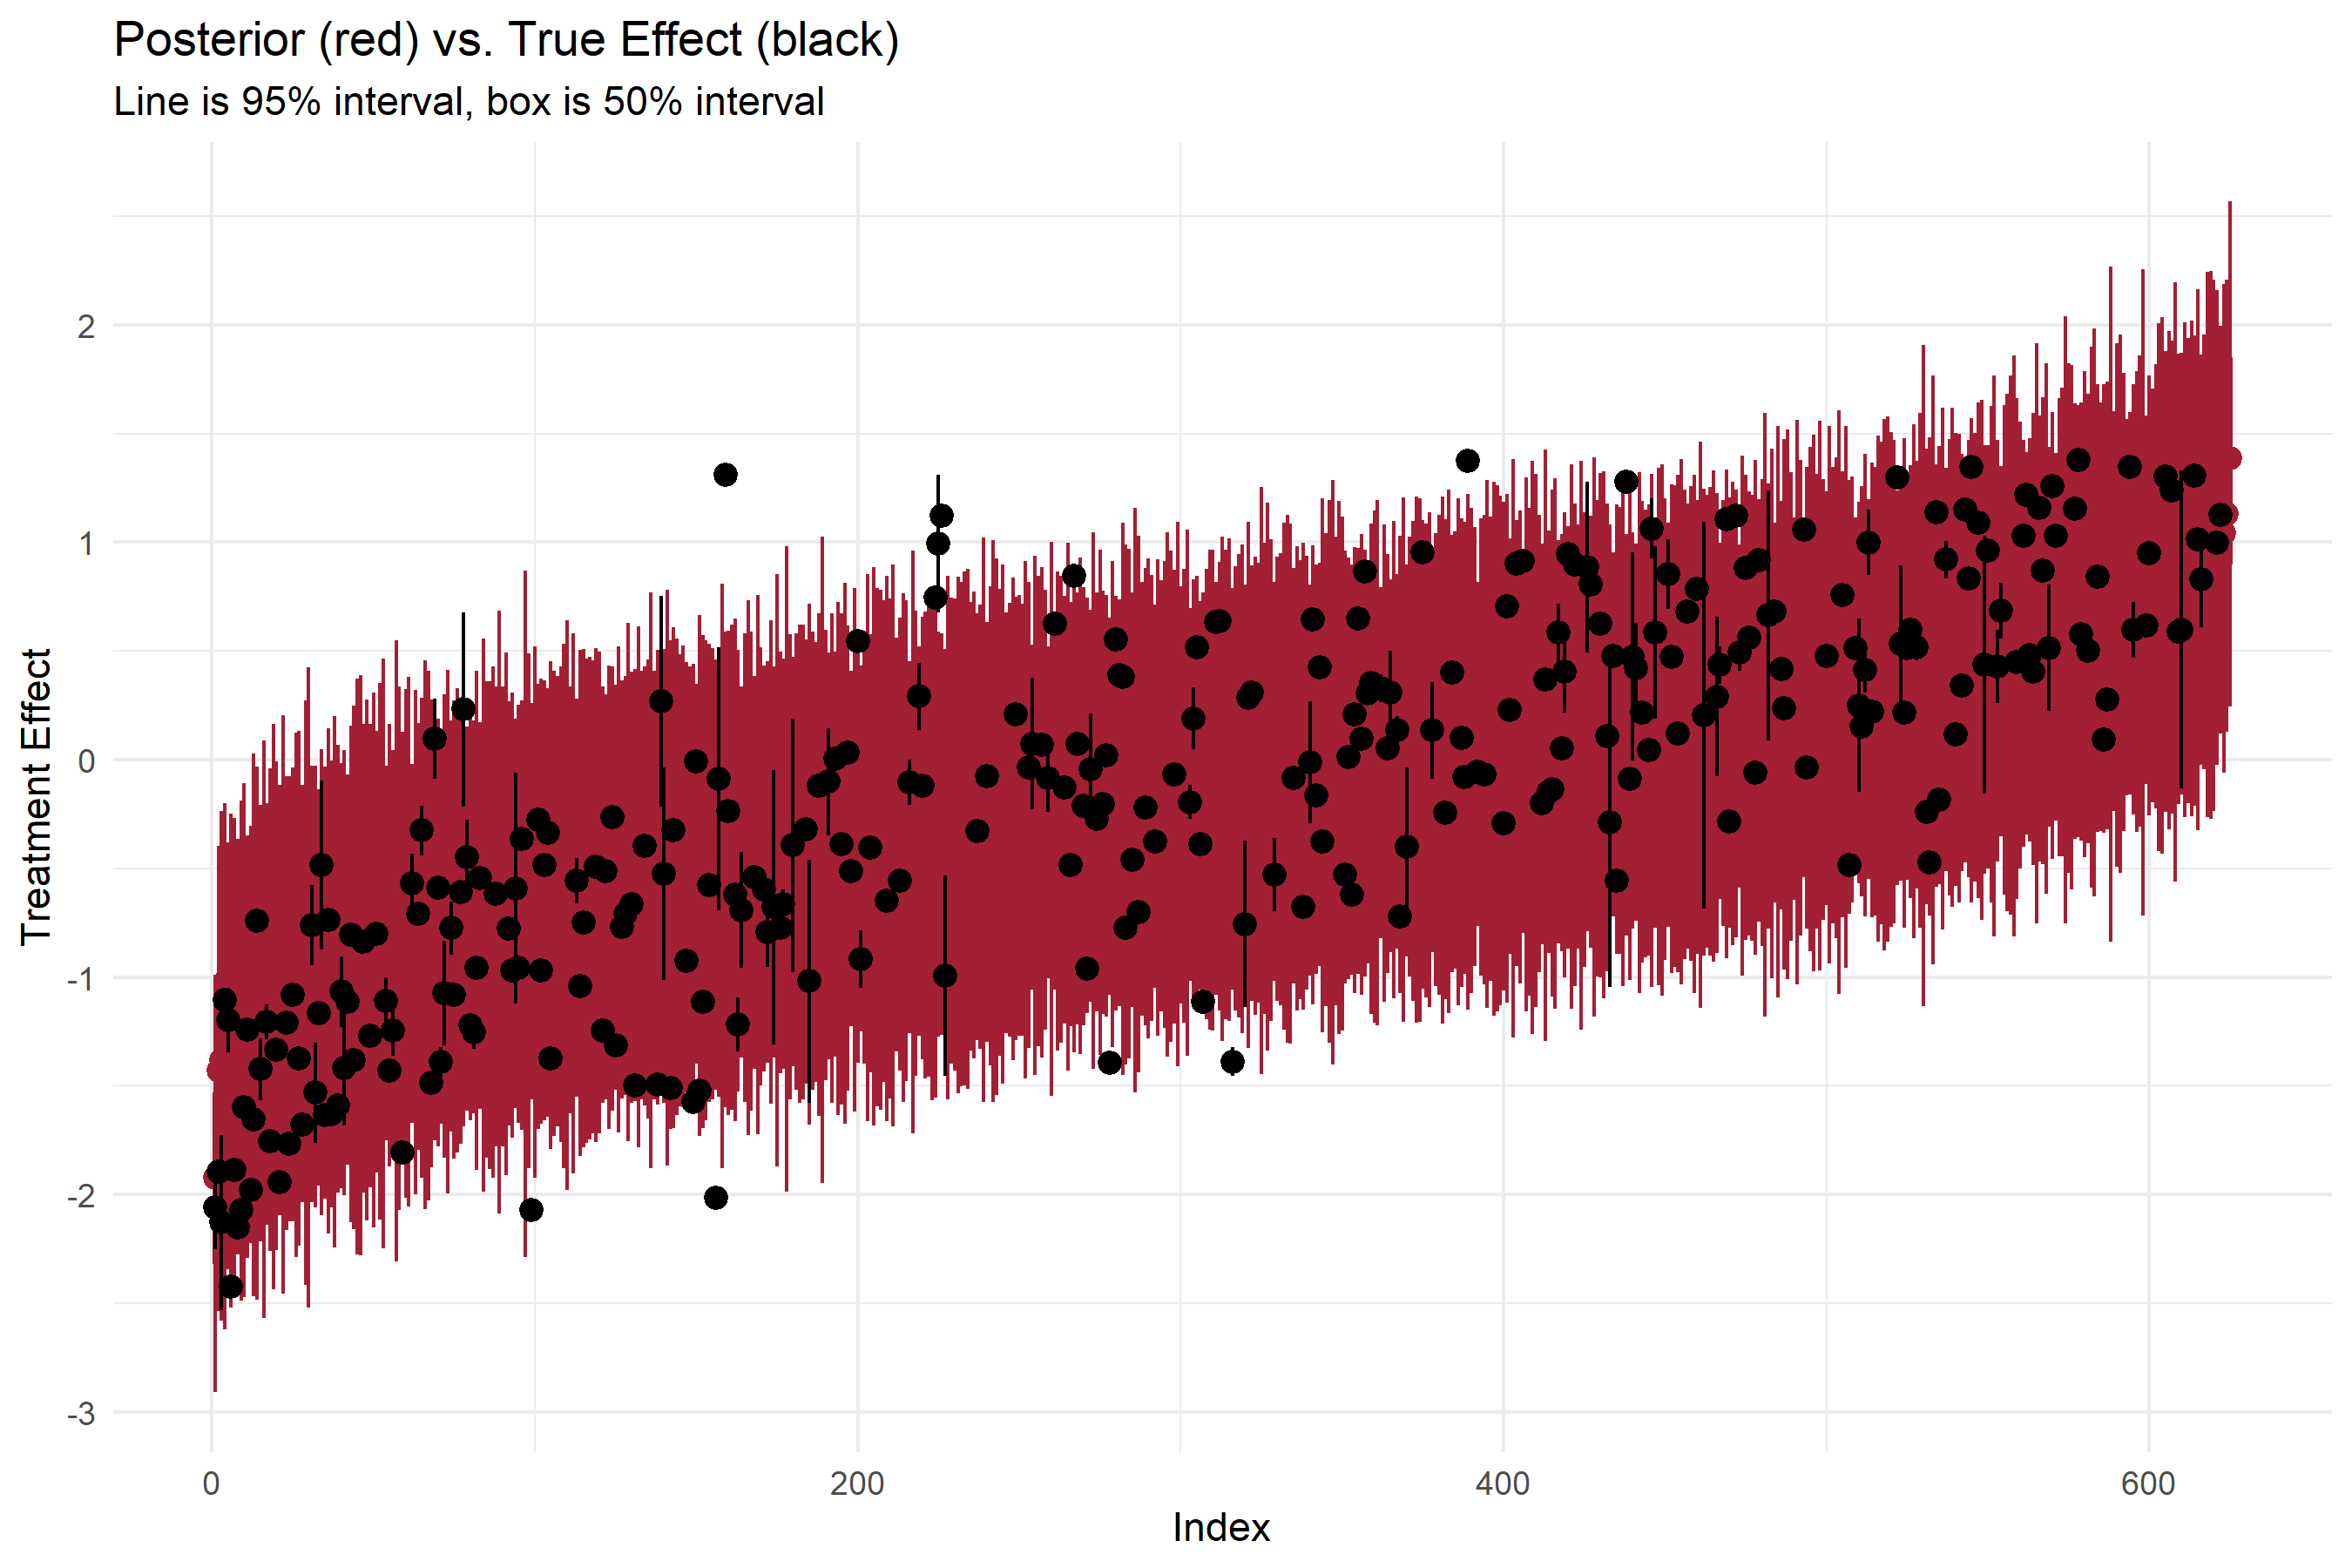 Posterior (red) vs. True Effect (black)
Line is 95% interval, box is 50% interval
2
1
0
-1
-2
-3
Treatment Effect
0
200
400
600
Index